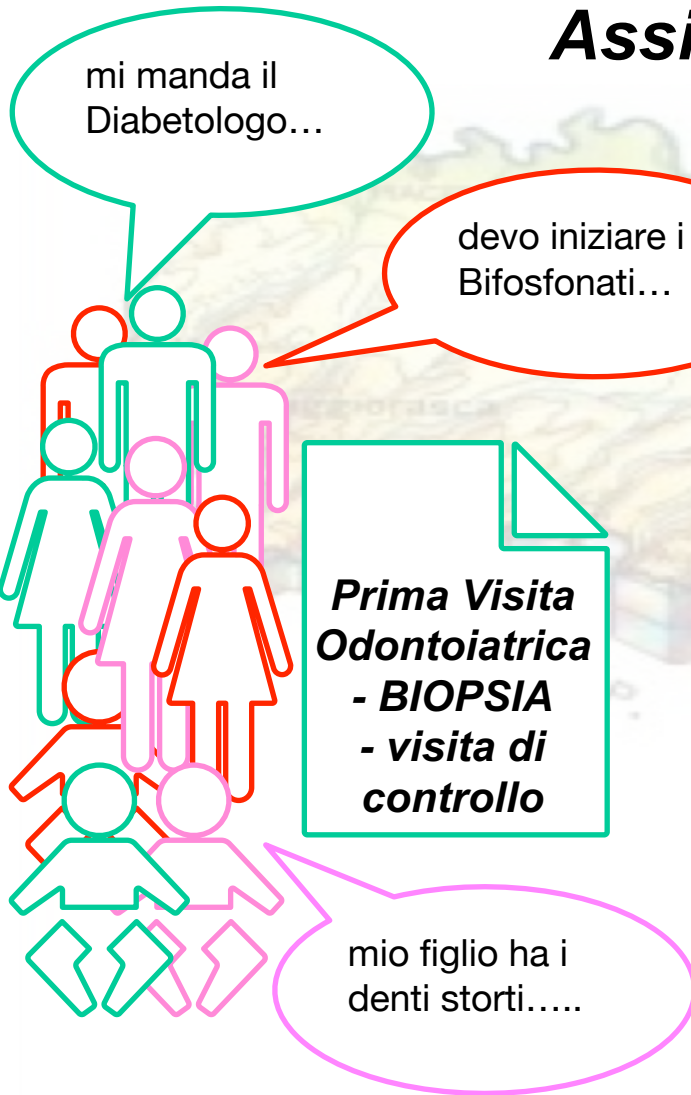 Assi
mi manda il
Diabetologo…
devo iniziare i
Bifosfonati…
Prima Visita
Odontoiatrica
- BIOPSIA
- visita di
controllo
mio figlio ha i
denti storti…..